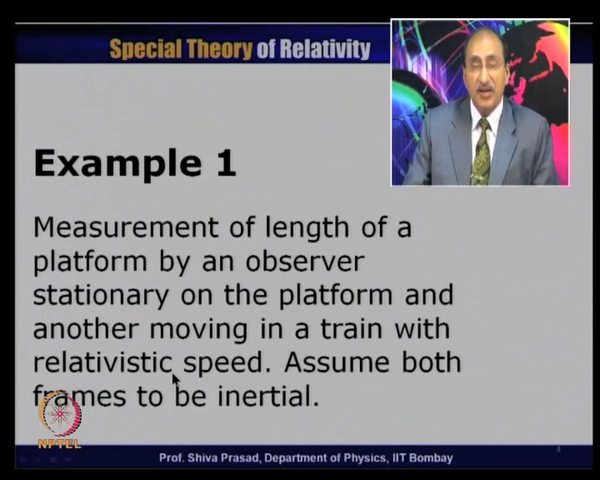 Special Theory of Relativity
Example 1
Measurement of length of a
platform by an observer
stationary on the platform and
another moving in a train with
relativistic speed. Assume both
frames to be inertial.
NPTEL
Prof. Shiva Prasad, Department of Physics, IIT Bombay
4